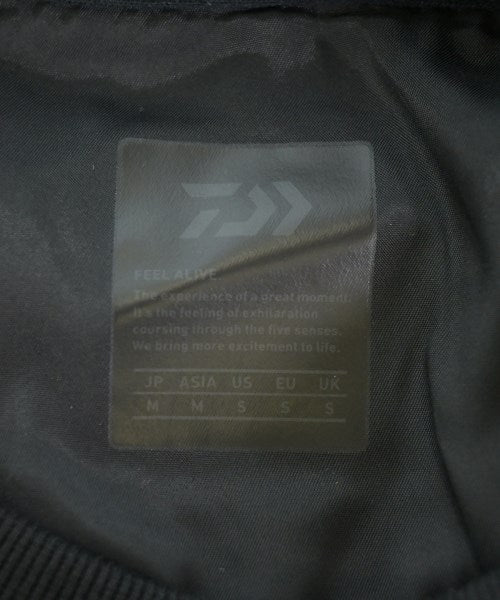 FEEL ALIVE.
The experience of a great moment.
It's the feeling of exhilaration
coursing through the five senses.
We bring more excitement to life.
JP ASIA US EU UK
M M S S S